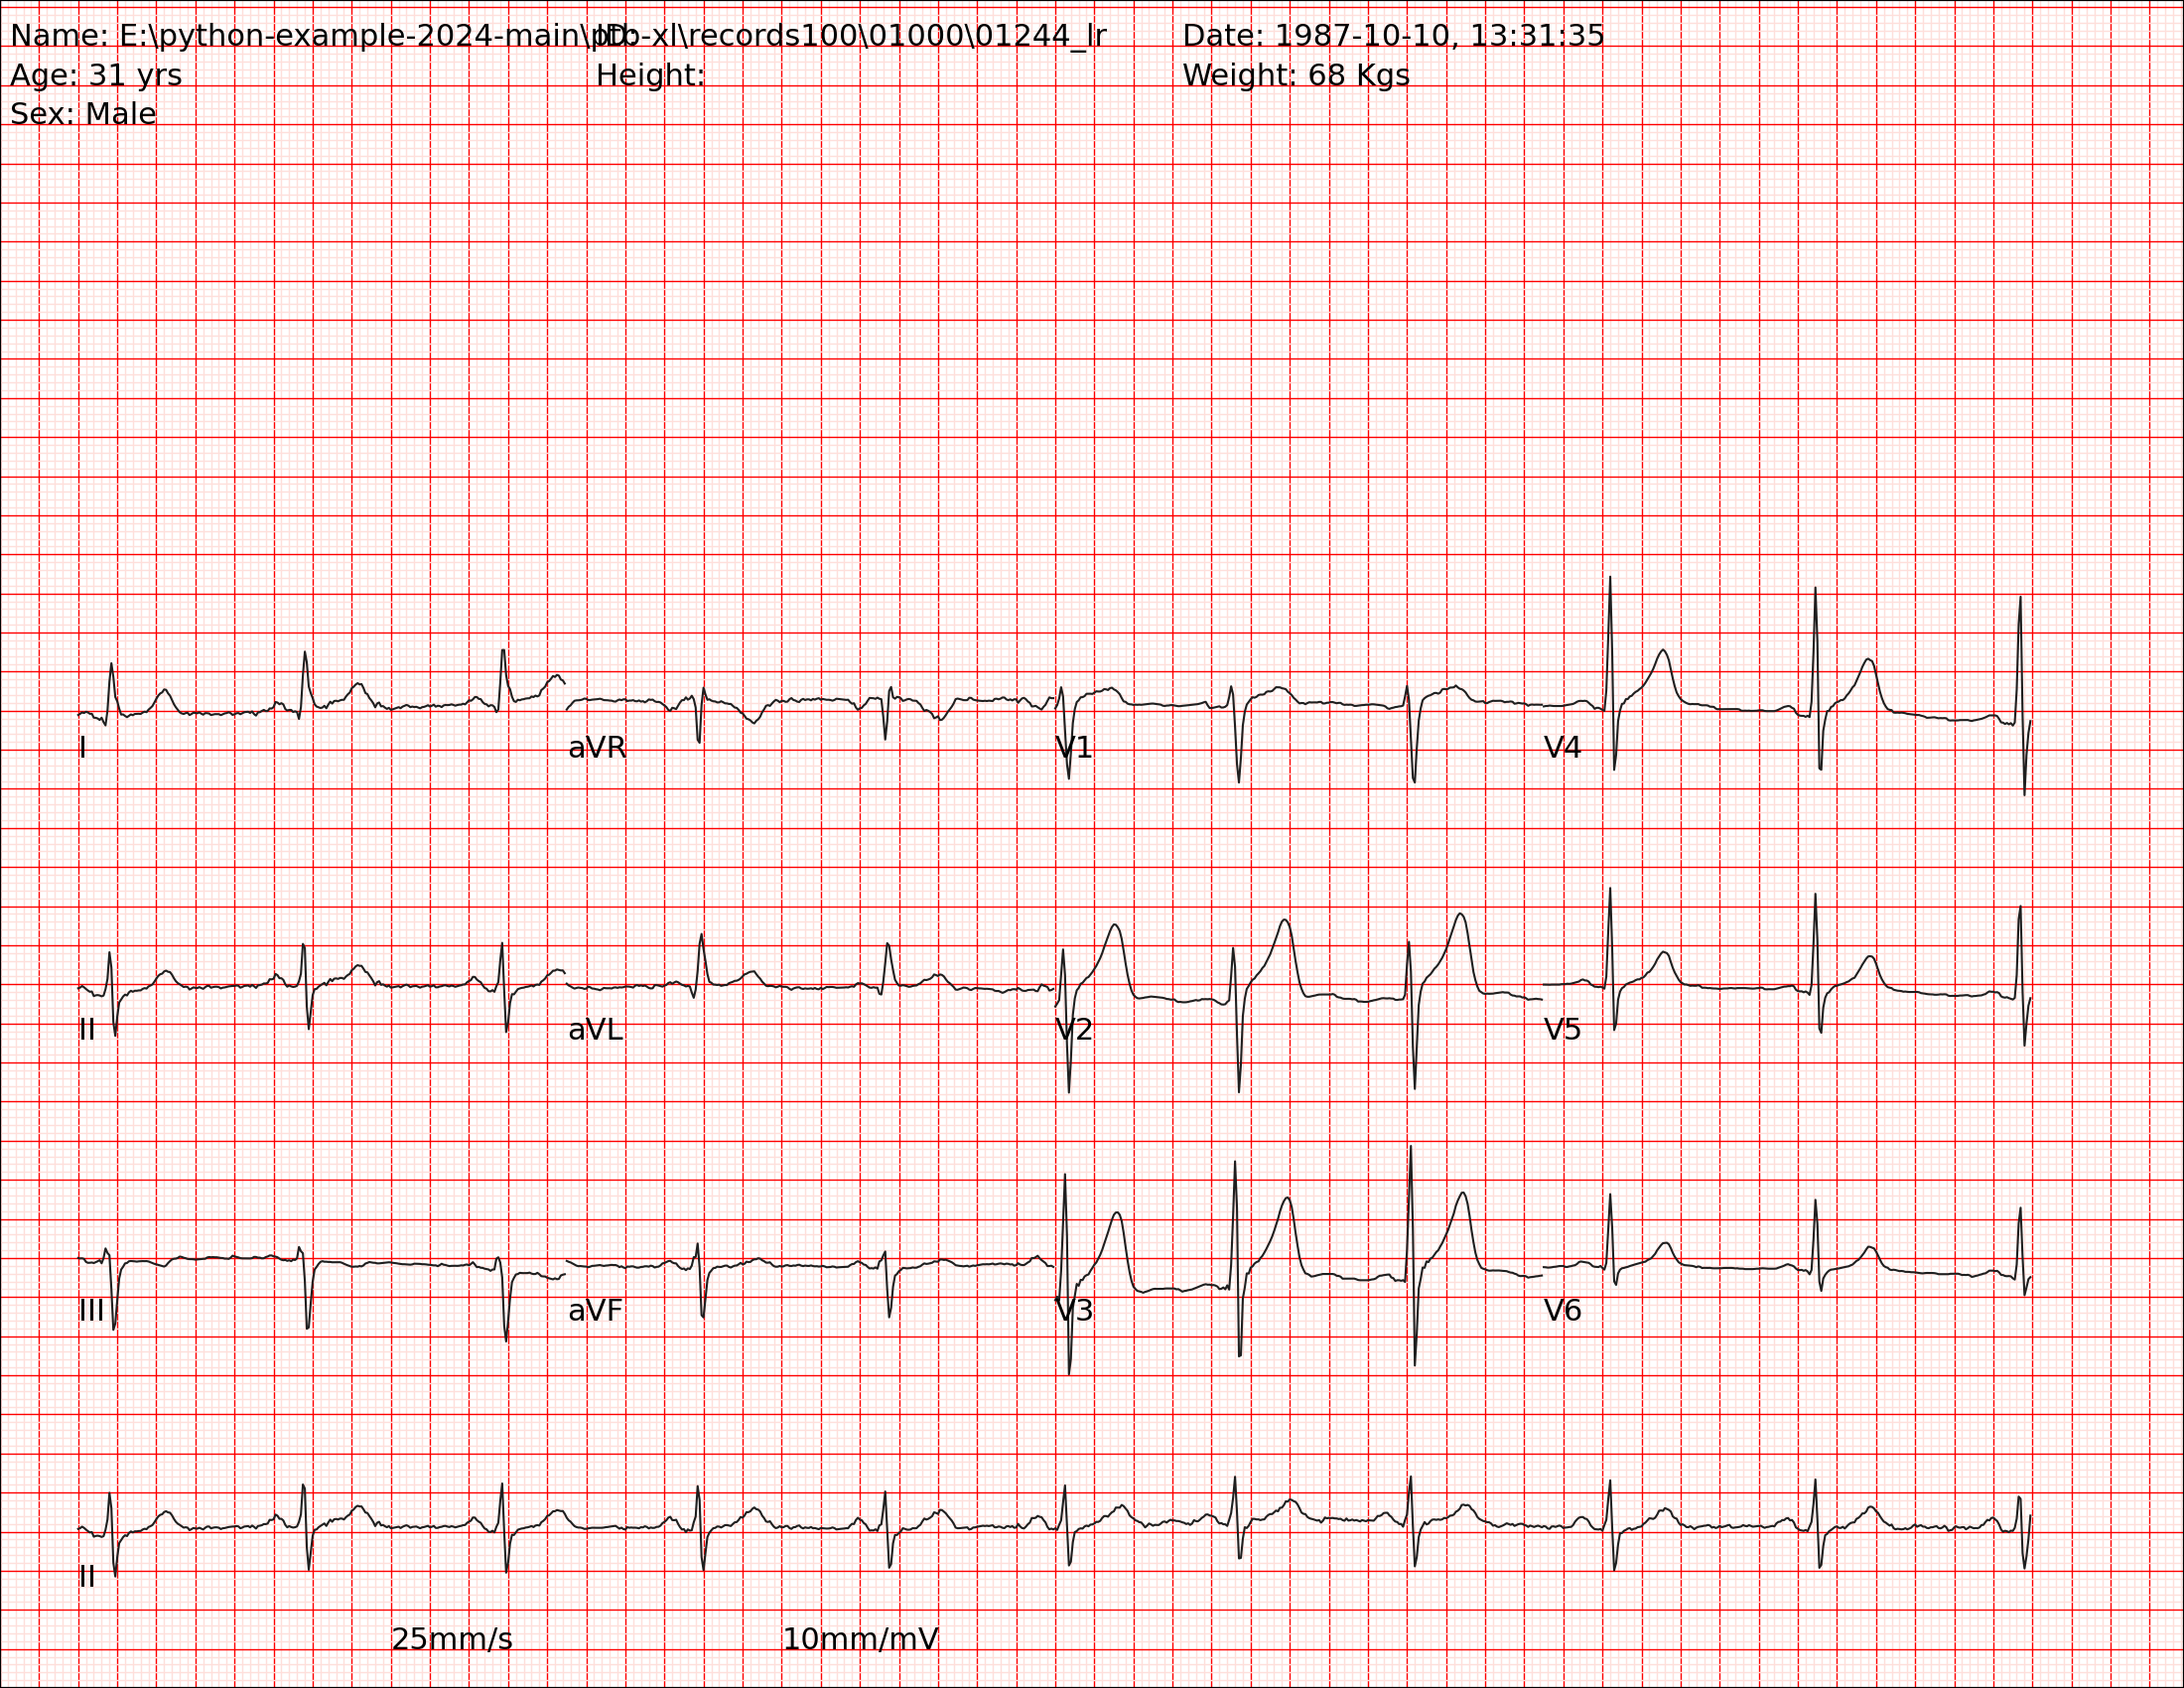 Name: E:\python-example-2024-main\ptb-xl\records100\01000\01244_lr ID: Date: 1987-10-10, 13:31:35
Age: 31 yrs Height: Weight: 68 Kgs
Sex: Male
I aVR V1 V4
II aVL V2 V5
III aVF V3 V6
II
25mm/s 10mm/mV